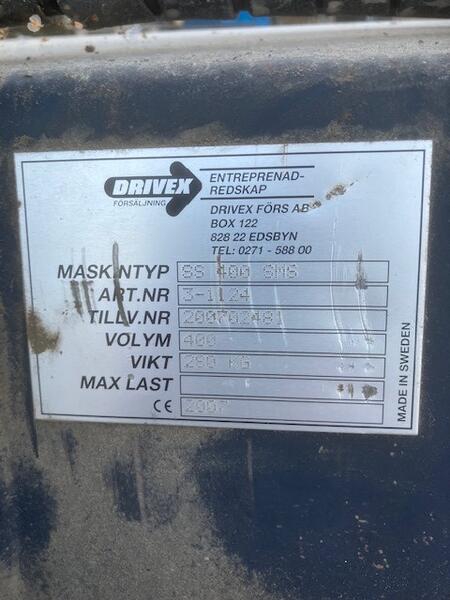 DRIVEX
FÖRSÄLJNING
ENTREPRENAD-
REDSKAP
DRIVEX FÖRS AB
BOX 122
828 22 EDSBYN
TEL: 0271 - 588 00
MASKINTYP SS 400 SMS
ART.NR 3-1124
TILLV.NR 200702481
VOLYM 400
VIKT 280 KG
MAX LAST
CE 2007
MADE IN SWEDEN